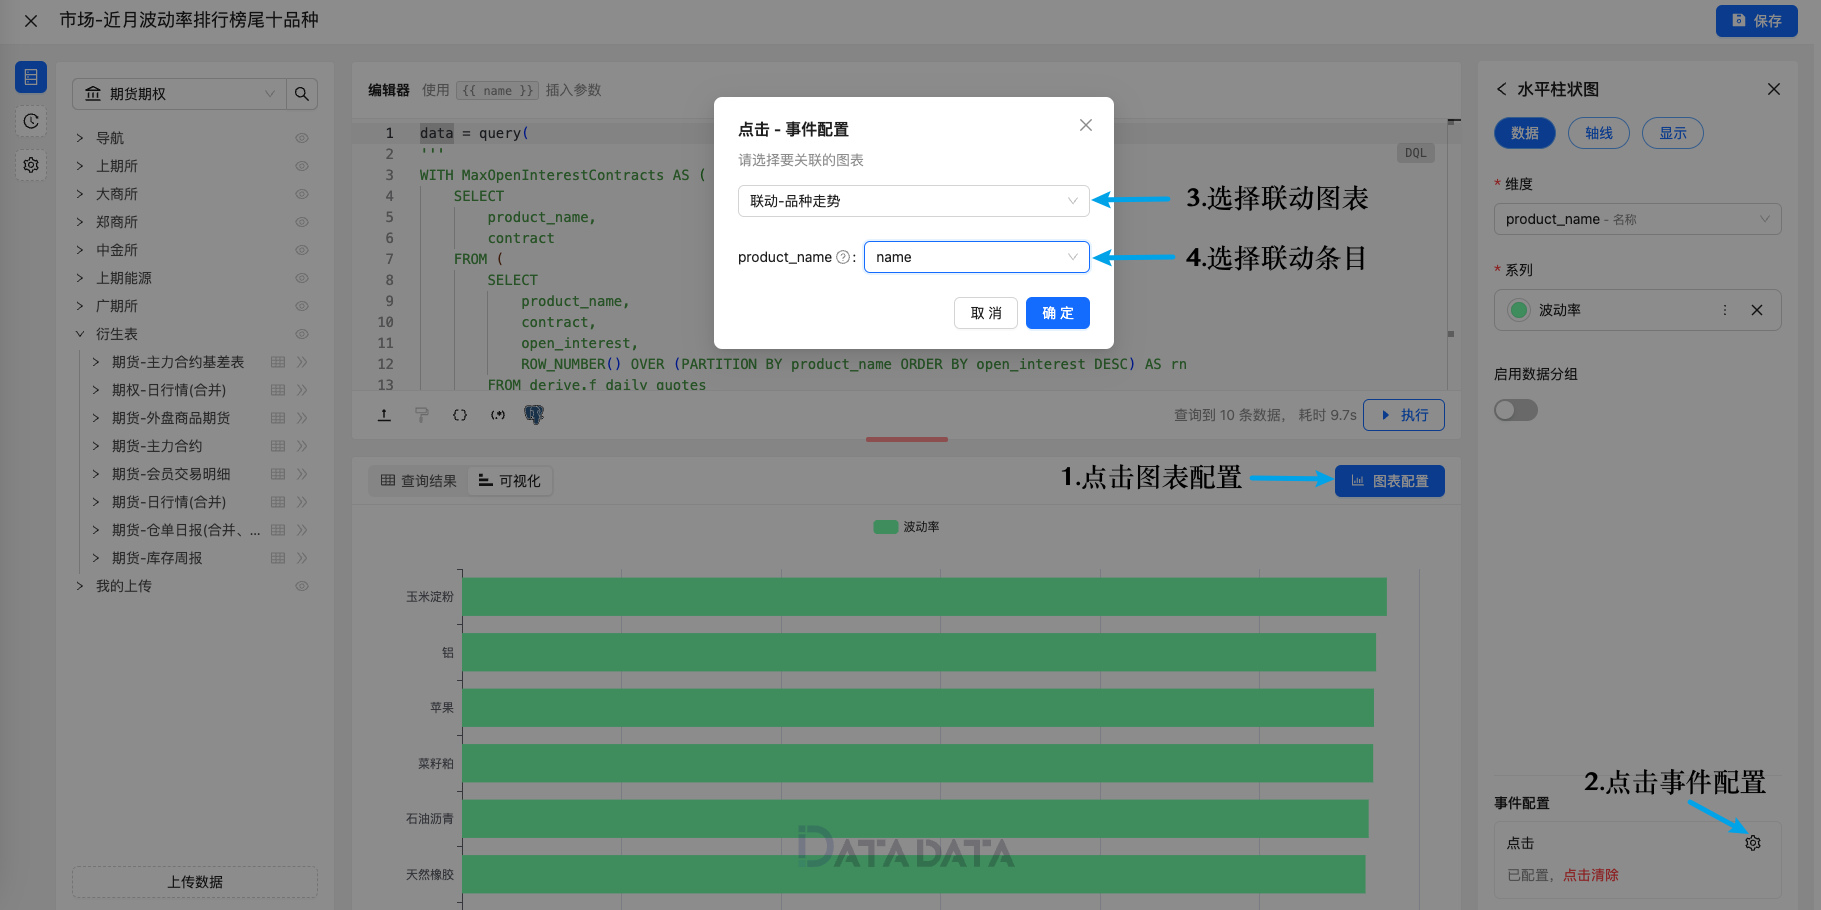 市场-近月波动率排行榜尾十品种
保存
期货期权
导航
上期所
大商所
郑商所
中金所
上期能源
广期所
衍生表
期货-主力合约基差表
期权-日行情(合并)
期货-外盘商品期货
期货-主力合约
期货-会员交易明细
期货-日行情(合并)
期货-仓单日报(合并、...
期货-库存周报
我的上传
上传数据
编辑器 使用 {{ name }} 插入参数
DQL
1 data = query(
2 '''
3 WITH MaxOpenInterestContracts AS (
4 SELECT
5 product_name,
6 contract
7 FROM (
8 SELECT
9 product_name,
10 contract,
11 open_interest,
12 ROW_NUMBER() OVER (PARTITION BY product_name ORDER BY open_interest DESC) AS rn
13 FROM derive.f_daily_quotes
查询到 10 条数据， 耗时 9.7s
执行
点击 - 事件配置
请选择要关联的图表
联动-品种走势
product_name : name
取 消
确 定
3.选择联动图表
4.选择联动条目
查询结果
可视化
1.点击图表配置
图表配置
波动率
玉米淀粉
铝
苹果
菜籽粕
石油沥青
天然橡胶
DATADATA
水平柱状图
数据
轴线
显示
* 维度
product_name - 名称
* 系列
波动率
启用数据分组
2.点击事件配置
事件配置
点击
已配置，点击清除